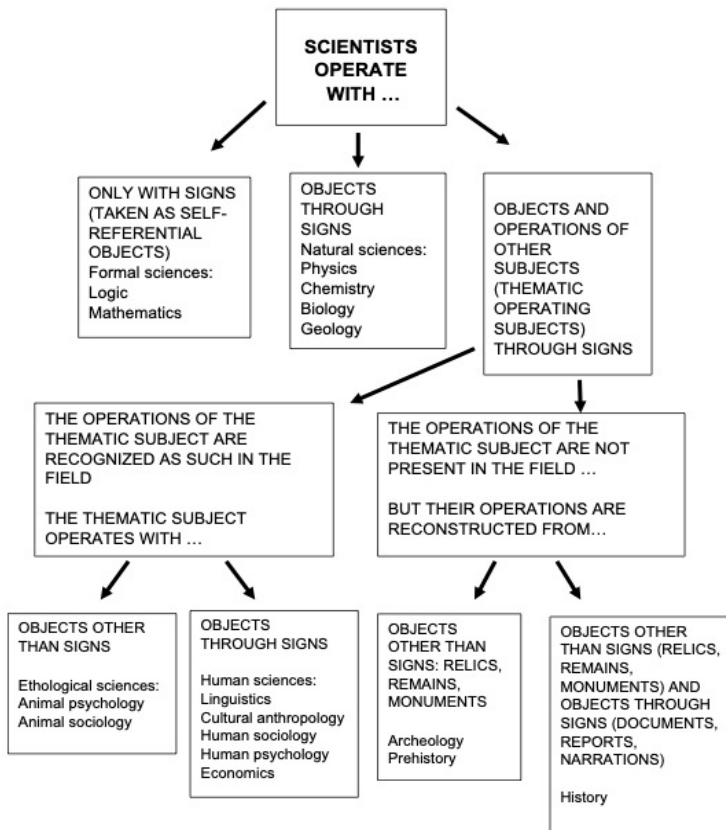 SCIENTISTS
OPERATE
WITH …
ONLY WITH SIGNS
(TAKEN AS SELF-
REFERENTIAL
OBJECTS)
Formal sciences:
Logic
Mathematics
OBJECTS
THROUGH
SIGNS
Natural sciences:
Physics
Chemistry
Biology
Geology
OBJECTS AND
OPERATIONS OF
OTHER
SUBJECTS
(THEMATIC
OPERATING
SUBJECTS)
THROUGH SIGNS
THE OPERATIONS OF THE
THEMATIC SUBJECT ARE
RECOGNIZED AS SUCH IN THE
FIELD
THE THEMATIC SUBJECT
OPERATES WITH …
THE OPERATIONS OF THE
THEMATIC SUBJECT ARE NOT
PRESENT IN THE FIELD …
BUT THEIR OPERATIONS ARE
RECONSTRUCTED FROM…
OBJECTS OTHER
THAN SIGNS
Ethological sciences:
Animal psychology
Animal sociology
OBJECTS
THROUGH SIGNS
Human sciences:
Linguistics
Cultural anthropology
Human sociology
Human psychology
Economics
OBJECTS
OTHER THAN
SIGNS: RELICS,
REMAINS,
MONUMENTS
Archeology
Prehistory
OBJECTS OTHER
THAN SIGNS (RELICS,
REMAINS,
MONUMENTS) AND
OBJECTS THROUGH
SIGNS (DOCUMENTS,
REPORTS,
NARRATIONS)
History